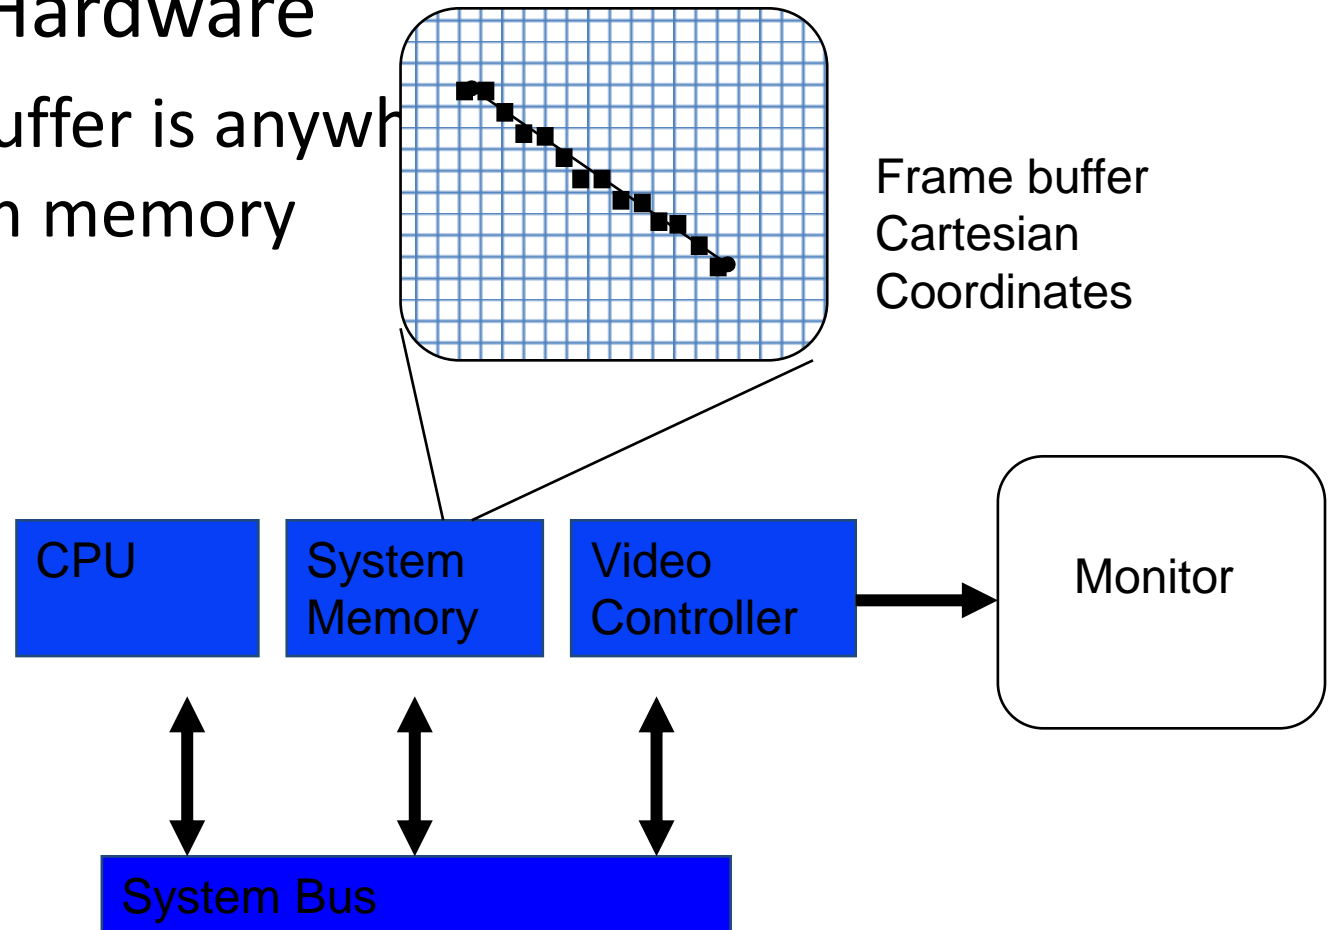 Hardware
uffer is anywh
m memory
Frame buffer
Cartesian
Coordinates
CPU
System
Memory
Video
Controller
Monitor
System Bus